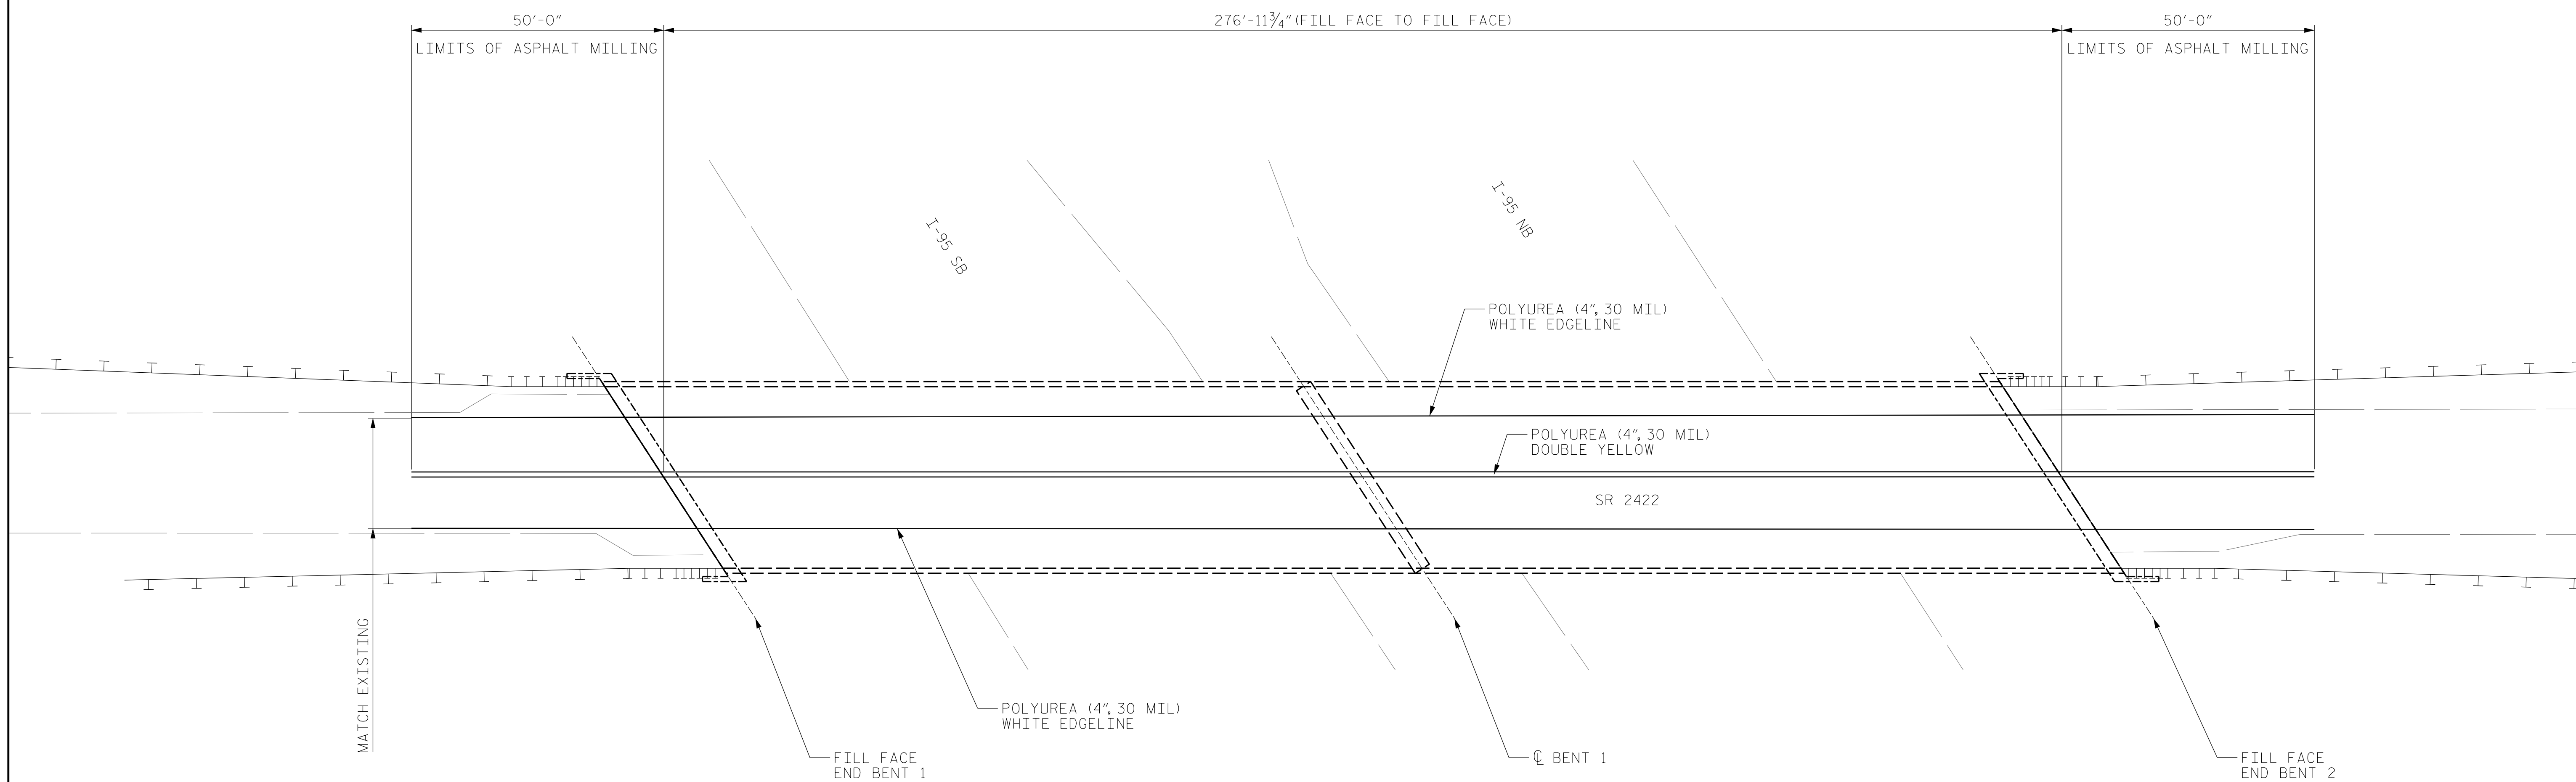 50'-0"
276'-11¾" (FILL FACE TO FILL FACE)
50'-0"
LIMITS OF ASPHALT MILLING
LIMITS OF ASPHALT MILLING
I-95 SB
I-95 NB
POLYUREA (4", 30 MIL)
WHITE EDGELINE
POLYUREA (4", 30 MIL)
DOUBLE YELLOW
SR 2422
MATCH EXISTING
POLYUREA (4", 30 MIL)
WHITE EDGELINE
FILL FACE
END BENT 1
℄ BENT 1
FILL FACE
END BENT 2